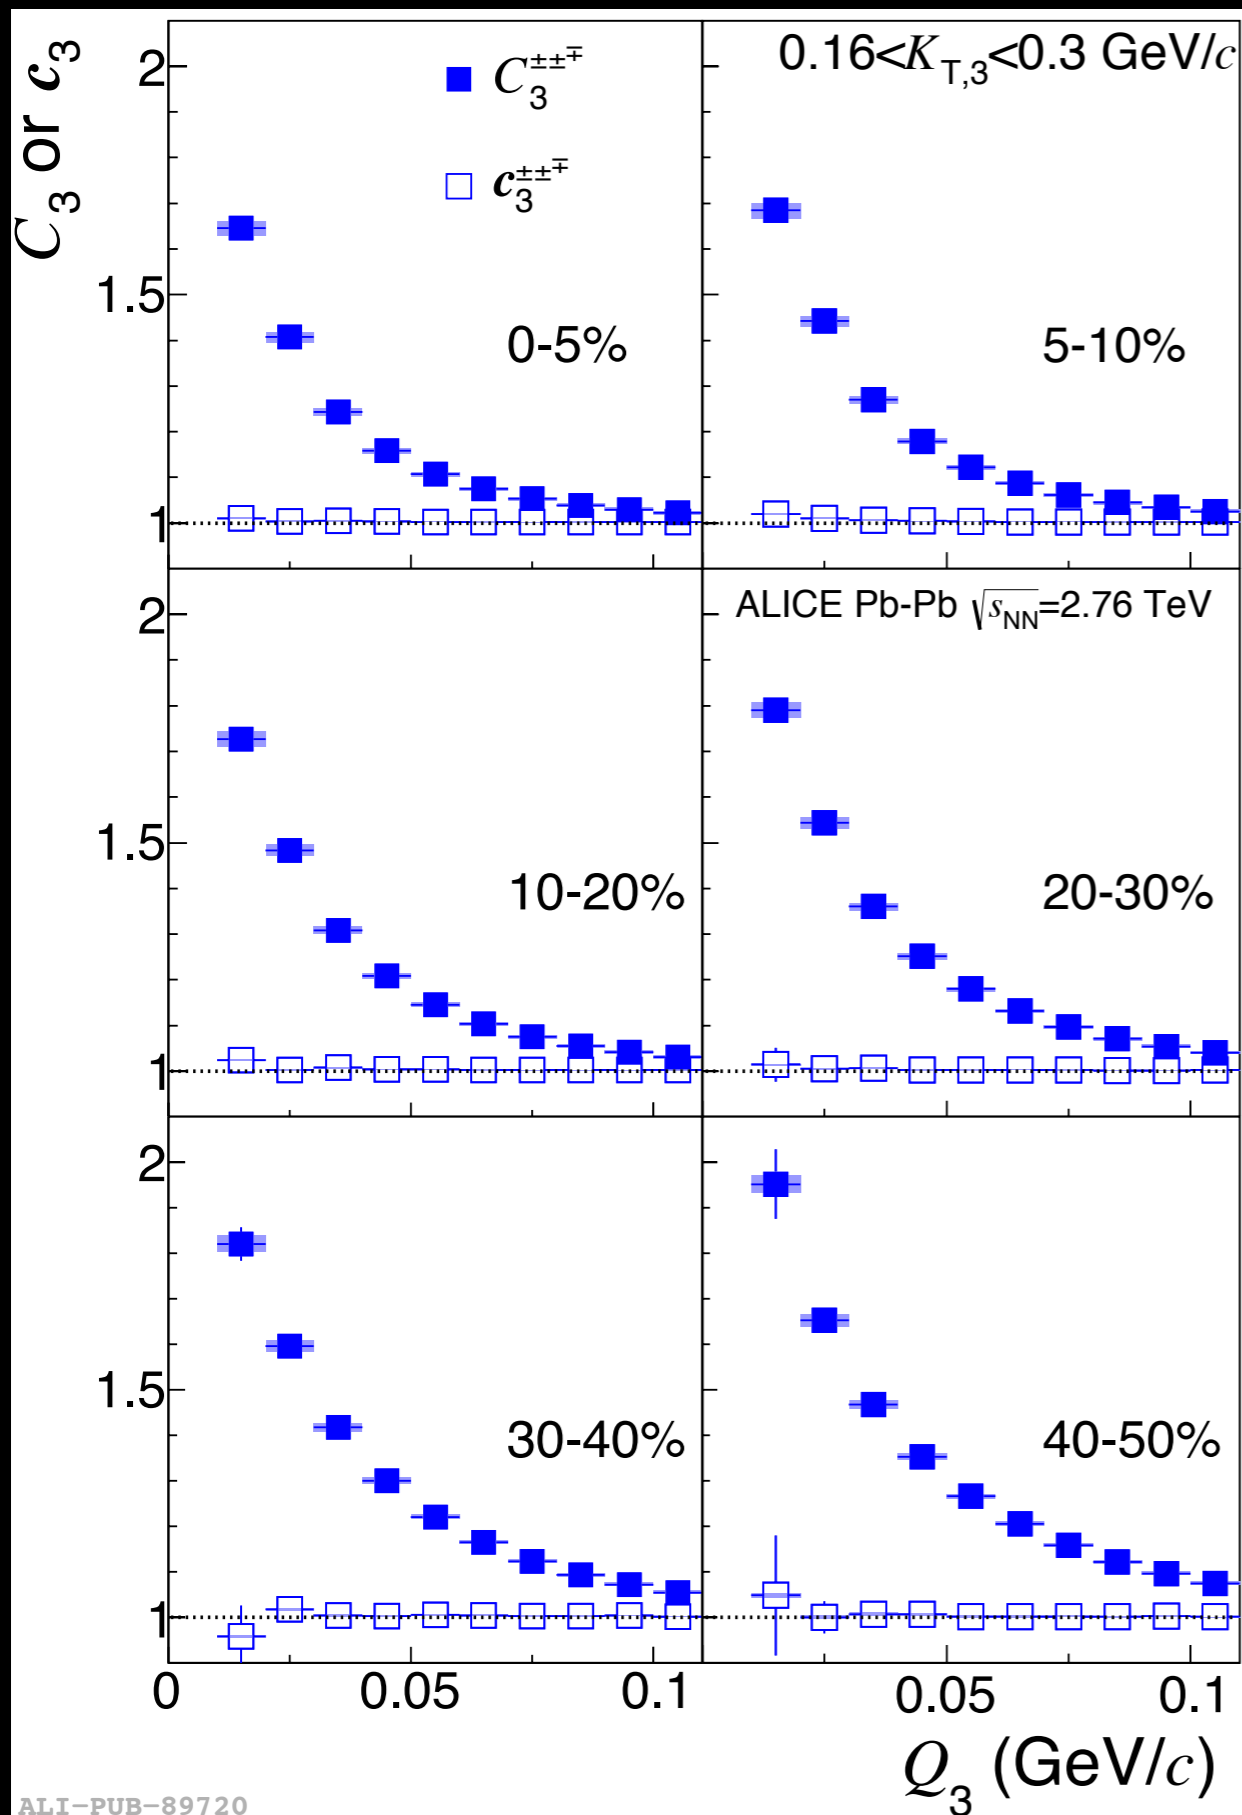 C₃ or c₃
C₃^±±∓
c₃^±±∓
0.16<K_T,3<0.3 GeV/c
2
1.5
1
0-5%
5-10%
ALICE Pb-Pb √s_NN=2.76 TeV
2
1.5
1
10-20%
20-30%
2
1.5
1
30-40%
40-50%
0 0.05 0.1 0.05 0.1
Q₃ (GeV/c)
ALI-PUB-89720